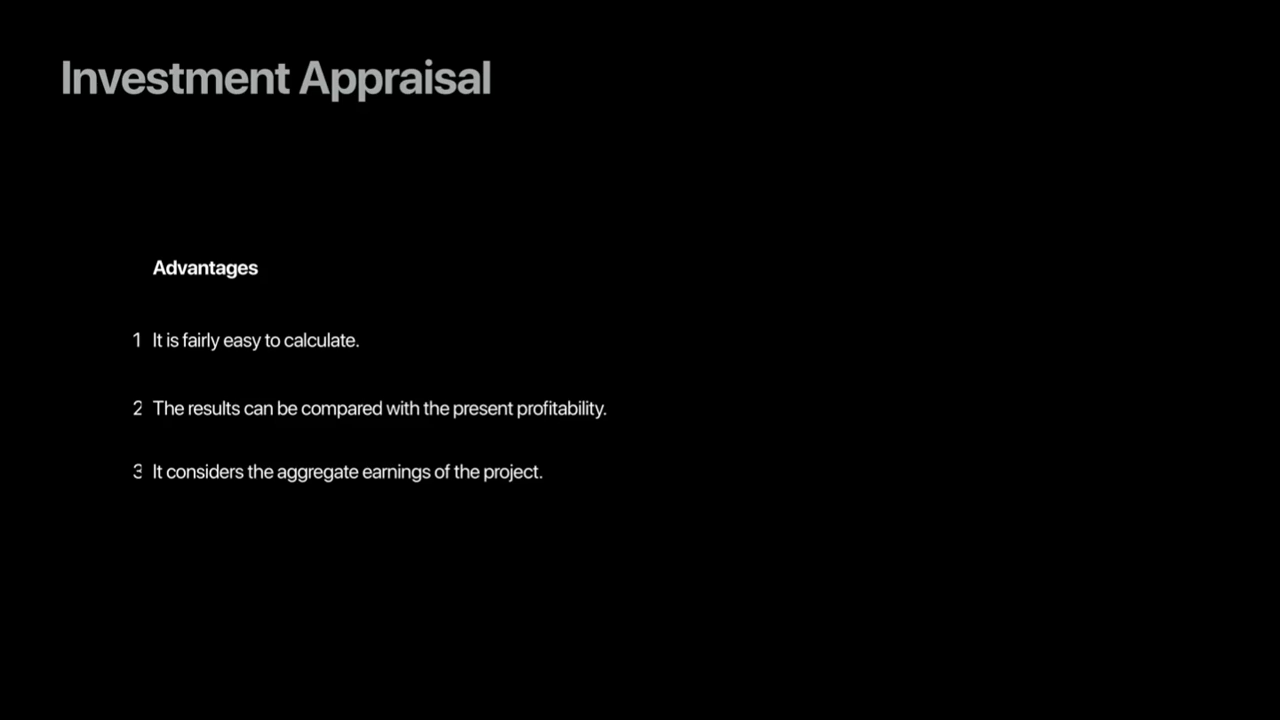 Investment Appraisal
Advantages
1 It is fairly easy to calculate.
2 The results can be compared with the present profitability.
3 It considers the aggregate earnings of the project.